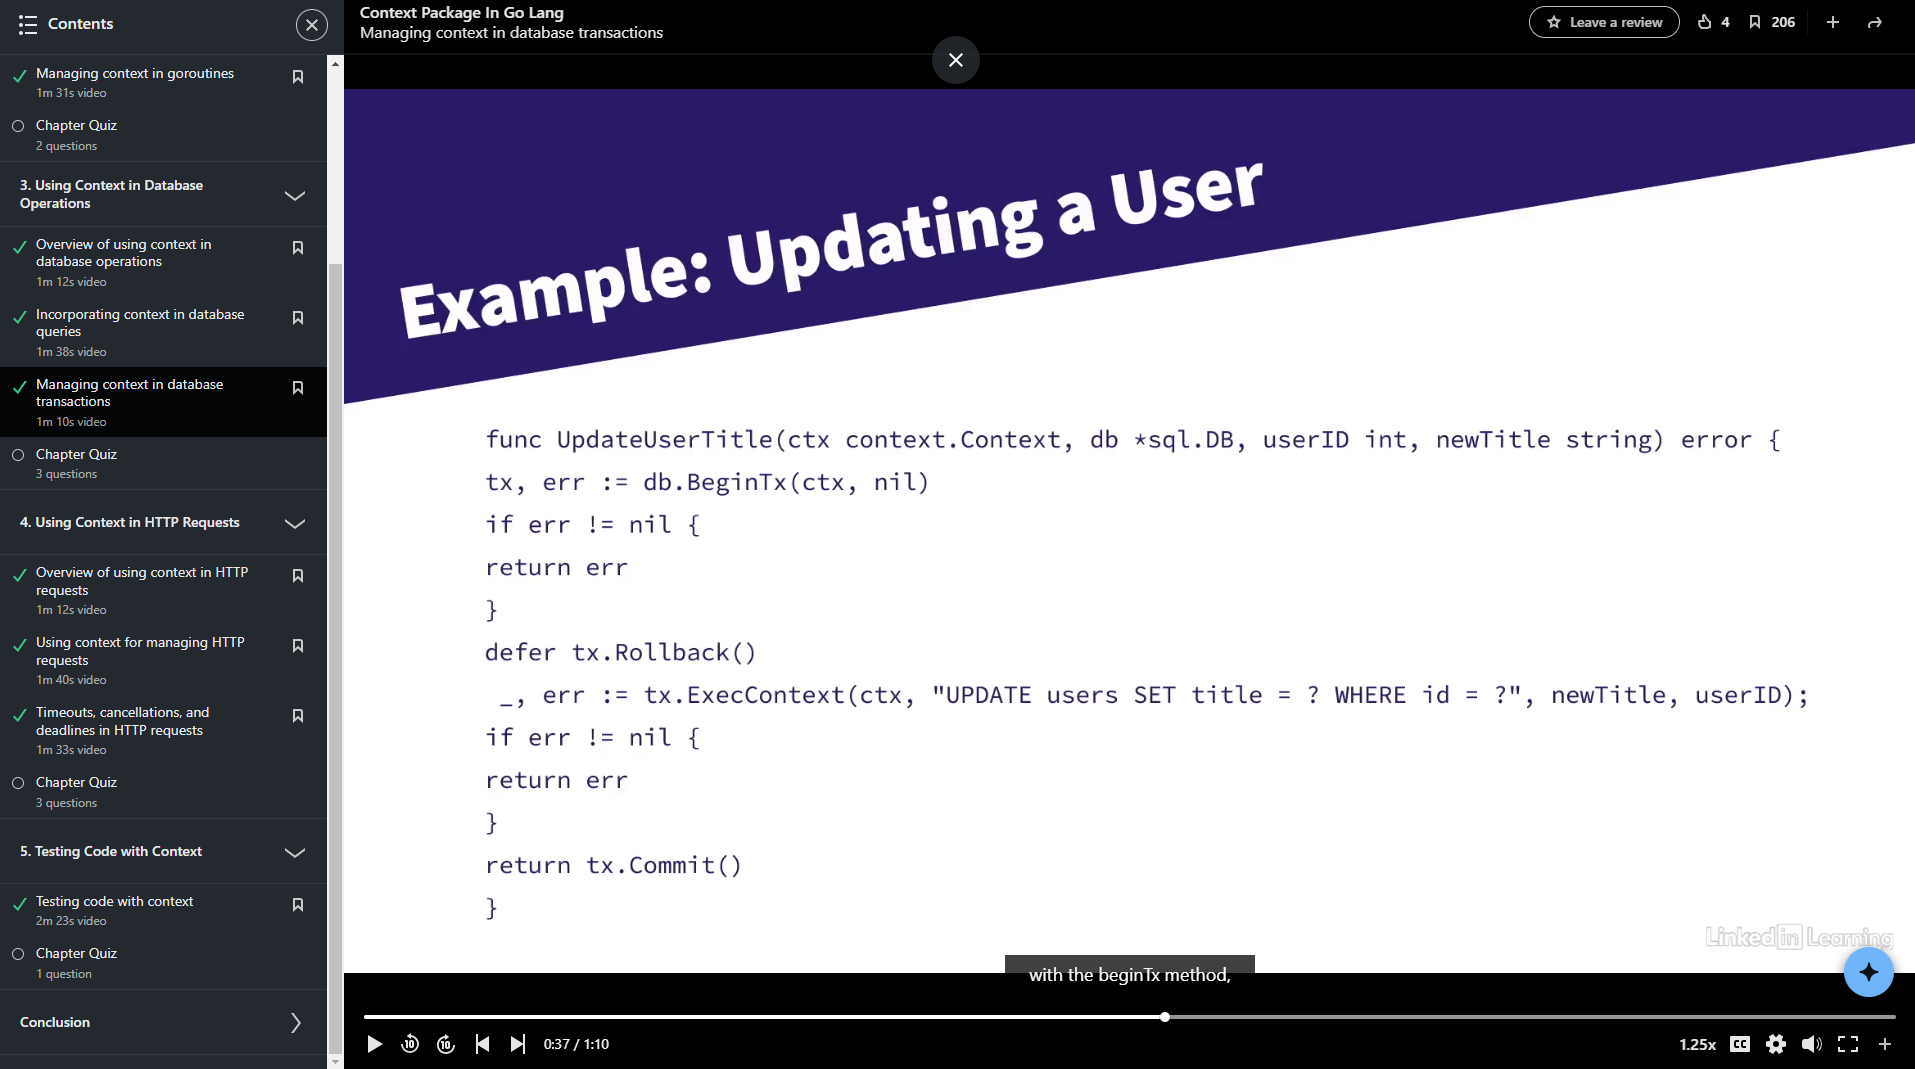 Contents
Managing context in goroutines
1m 31s video
Chapter Quiz
2 questions
3. Using Context in Database
Operations
Overview of using context in
database operations
1m 12s video
Incorporating context in database
queries
1m 38s video
Managing context in database
transactions
1m 10s video
Chapter Quiz
3 questions
4. Using Context in HTTP Requests
Overview of using context in HTTP
requests
1m 12s video
Using context for managing HTTP
requests
1m 40s video
Timeouts, cancellations, and
deadlines in HTTP requests
1m 33s video
Chapter Quiz
3 questions
5. Testing Code with Context
Testing code with context
2m 23s video
Chapter Quiz
1 question
Conclusion
Context Package In Go Lang
Managing context in database transactions
Leave a review
4
206
Example: Updating a User
func UpdateUserTitle(ctx context.Context, db *sql.DB, userID int, newTitle string) error {
tx, err := db.BeginTx(ctx, nil)
if err != nil {
return err
}
defer tx.Rollback()
_, err := tx.ExecContext(ctx, "UPDATE users SET title = ? WHERE id = ?", newTitle, userID);
if err != nil {
return err
}
return tx.Commit()
}
Linked in Learning
with the beginTx method,
10
10
0:37 / 1:10
1.25x
CC